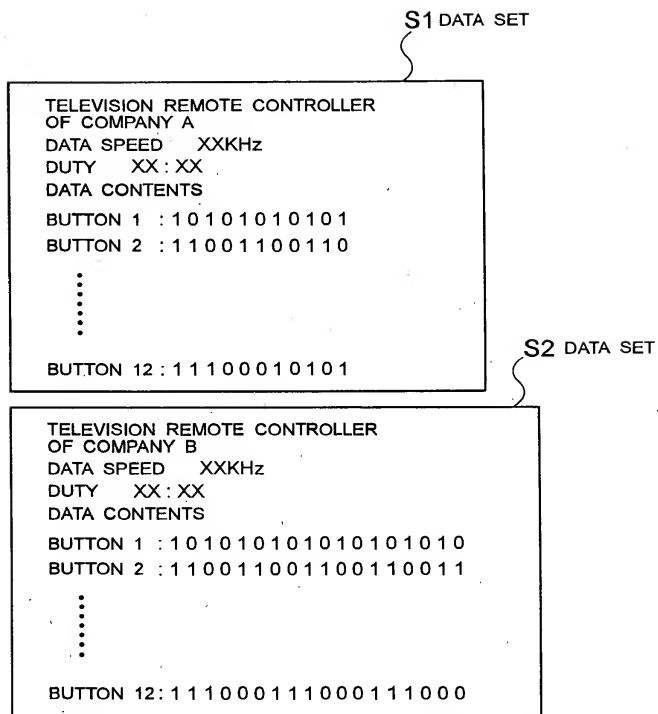 S1 DATA SET
TELEVISION REMOTE CONTROLLER
OF COMPANY A
DATA SPEED XXKHz
DUTY XX : XX
DATA CONTENTS
BUTTON 1 : 10101010101
BUTTON 2 : 11001100110
BUTTON 12 : 11100010101
S2 DATA SET
TELEVISION REMOTE CONTROLLER
OF COMPANY B
DATA SPEED XXKHz
DUTY XX : XX
DATA CONTENTS
BUTTON 1 : 101010101010101010
BUTTON 2 : 110011001100110011
BUTTON 12 : 111000111000111000